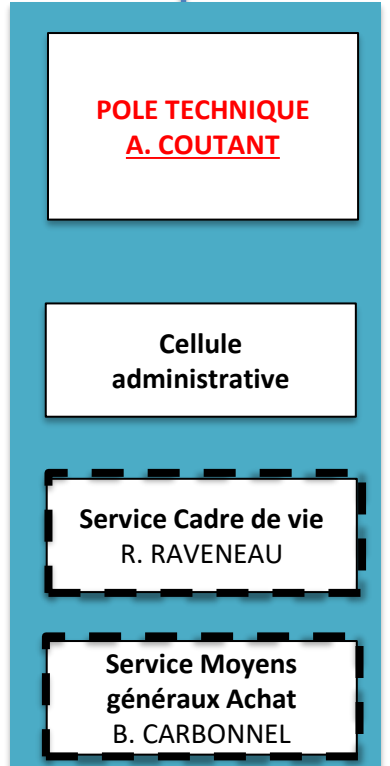 POLE TECHNIQUE
A. COUTANT
Cellule
administrative
Service Cadre de vie
R. RAVENEAU
Service Moyens
généraux Achat
B. CARBONNEL